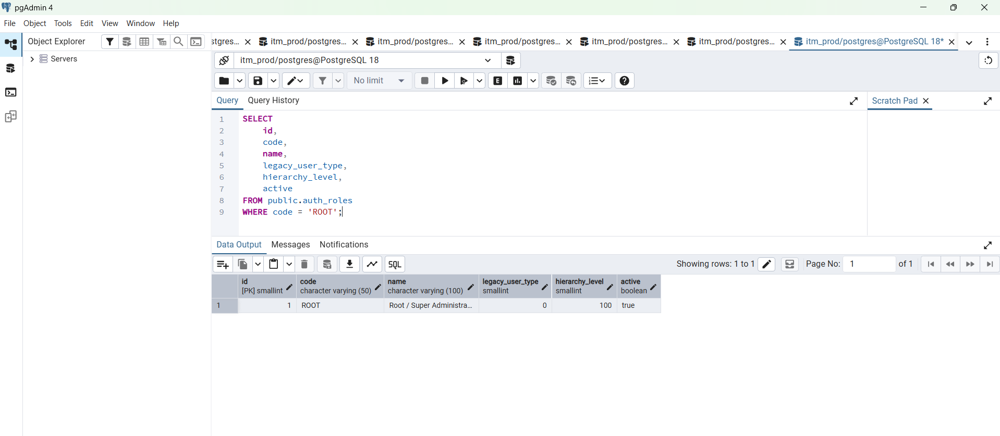 pgAdmin 4
File Object Tools Edit View Window Help
Object Explorer
stgres... itm_prod/postgres... itm_prod/postgres... itm_prod/postgres... itm_prod/postgres... itm_prod/postgres... itm_prod/postgres@PostgreSQL 18*
Servers
itm_prod/postgres@PostgreSQL 18
No limit E
Query Query History
Scratch Pad
1 SELECT
2 id,
3 code,
4 name,
5 legacy_user_type,
6 hierarchy_level,
7 active
8 FROM public.auth_roles
9 WHERE code = 'ROOT';
Data Output Messages Notifications
SQL Showing rows: 1 to 1 Page No: 1 of 1
id code name legacy_user_type hierarchy_level active
[PK] smallint character varying (50) character varying (100) smallint smallint boolean
1 1 ROOT Root / Super Administra... 0 100 true